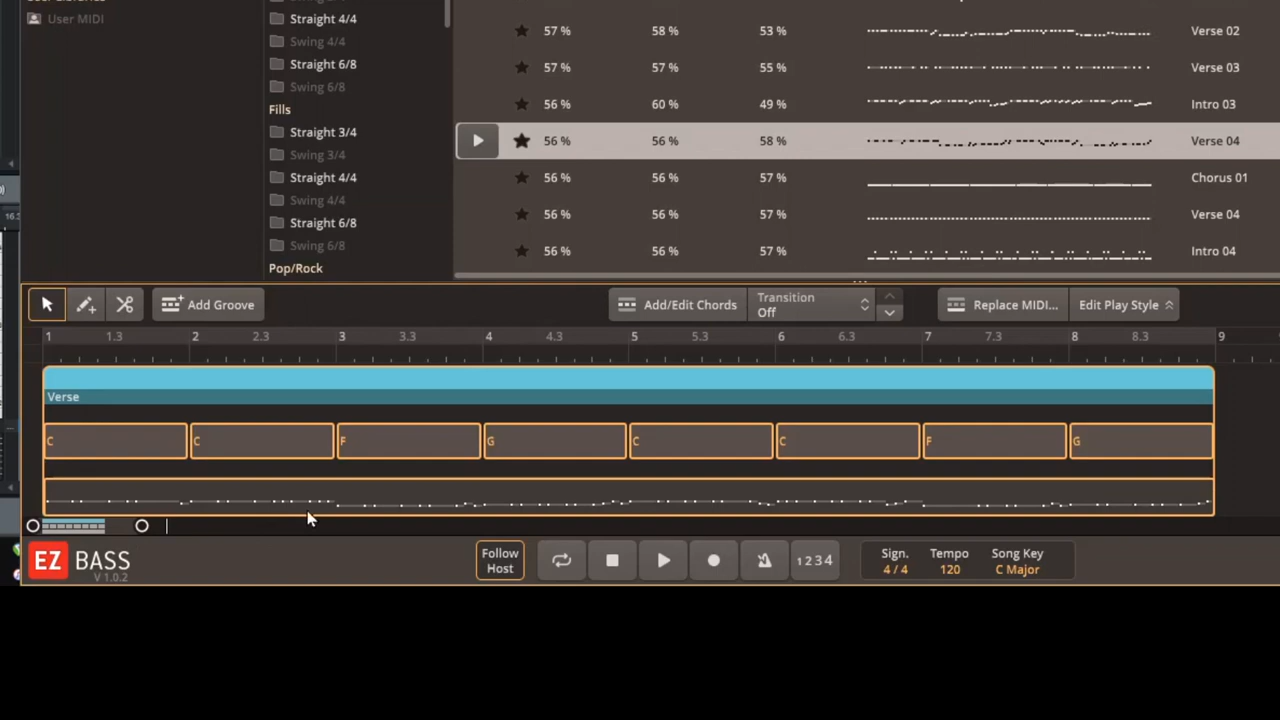 User MIDI
Straight 4/4
Swing 4/4
Straight 6/8
Swing 6/8
Fills
Straight 3/4
Swing 3/4
Straight 4/4
Swing 4/4
Straight 6/8
Swing 6/8
Pop/Rock
57 % 58 % 53 % Verse 02
57 % 57 % 55 % Verse 03
56 % 60 % 49 % Intro 03
56 % 56 % 58 % Verse 04
56 % 56 % 57 % Chorus 01
56 % 56 % 57 % Verse 04
56 % 56 % 57 % Intro 04
Add Groove
Add/Edit Chords
Transition
Off
Replace MIDI...
Edit Play Style
1 1.3 2 2.3 3 3.3 4 4.3 5 5.3 6 6.3 7 7.3 8 8.3 9
Verse
C C F G C C F G
EZ BASS
V 1.0.2
Follow
Host
1 2 3 4
Sign. Tempo Song Key
4 / 4 120 C Major